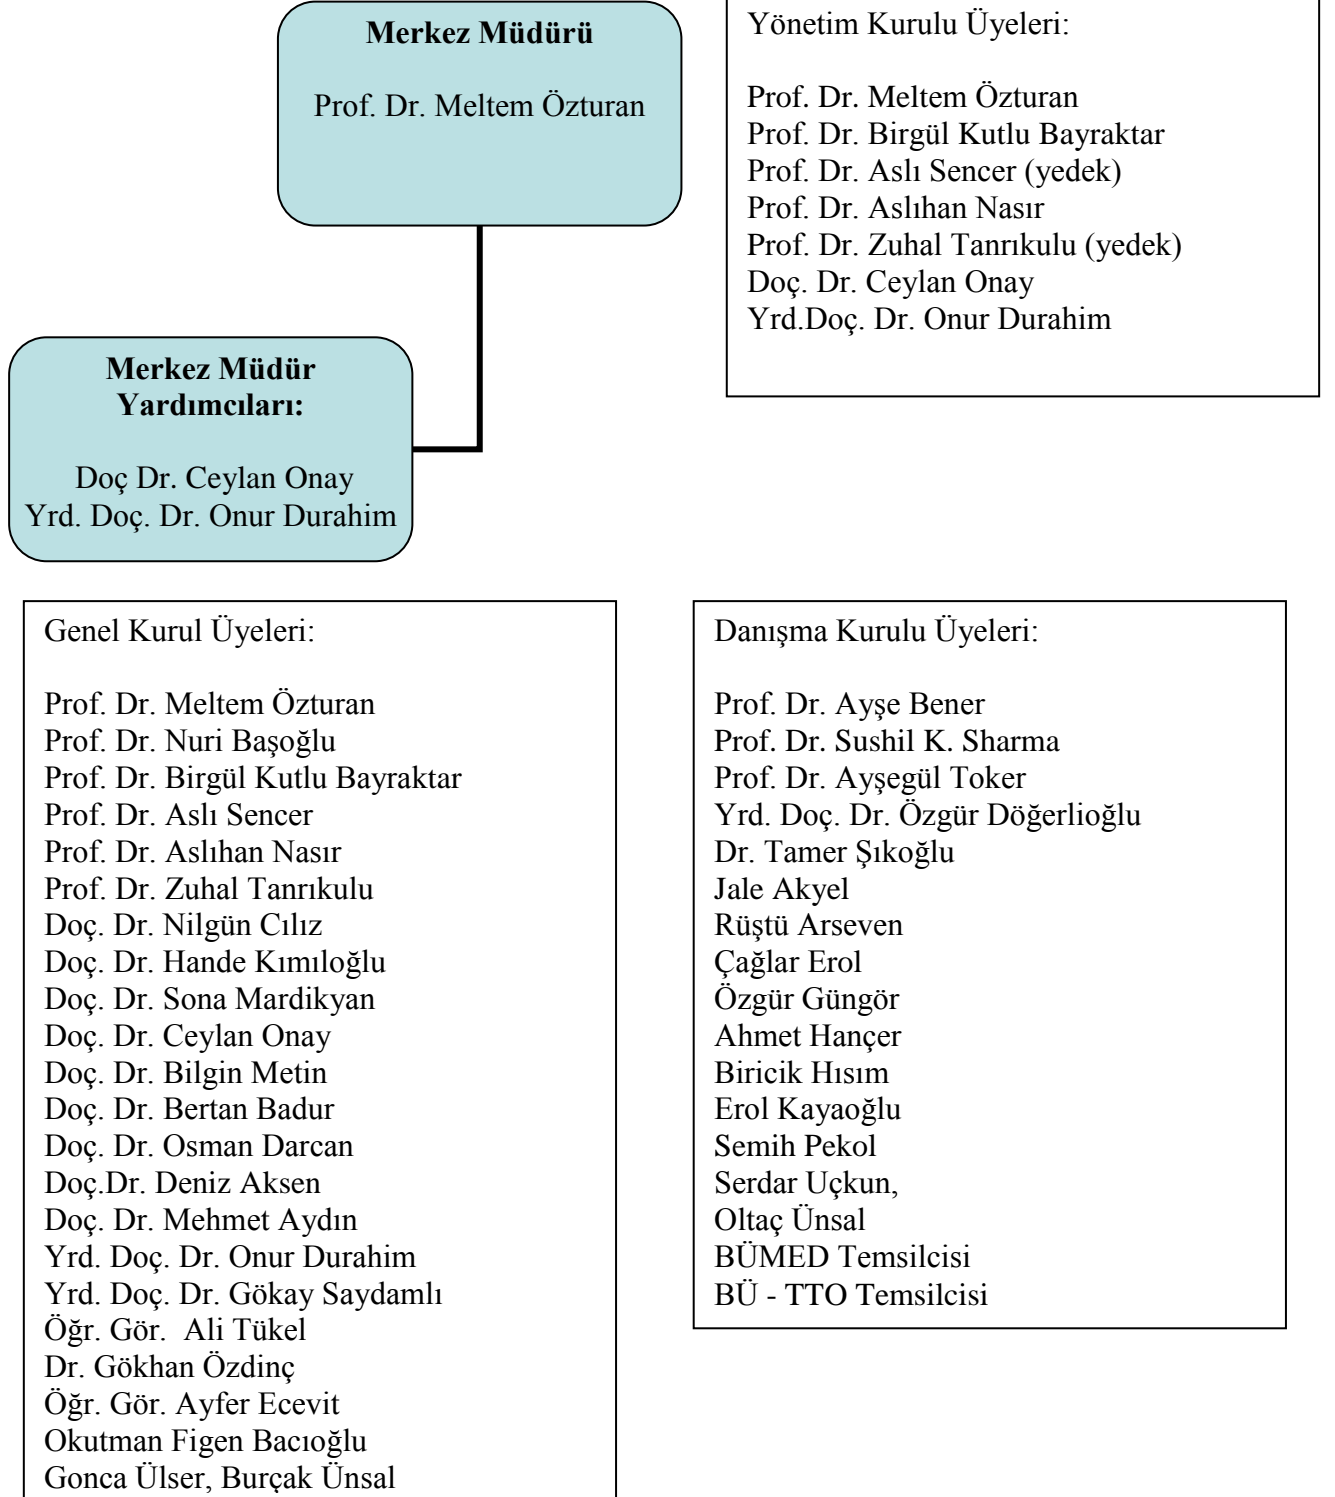 Merkez Müdürü
Prof. Dr. Meltem Özturan
Yönetim Kurulu Üyeleri:
Prof. Dr. Meltem Özturan
Prof. Dr. Birgül Kutlu Bayraktar
Prof. Dr. Aslı Sencer (yedek)
Prof. Dr. Aslıhan Nasır
Prof. Dr. Zuhal Tanrıkulu (yedek)
Doç. Dr. Ceylan Onay
Yrd.Doç. Dr. Onur Durahim
Merkez Müdür
Yardımcıları:
Doç Dr. Ceylan Onay
Yrd. Doç. Dr. Onur Durahim
Genel Kurul Üyeleri:
Prof. Dr. Meltem Özturan
Prof. Dr. Nuri Başoğlu
Prof. Dr. Birgül Kutlu Bayraktar
Prof. Dr. Aslı Sencer
Prof. Dr. Aslıhan Nasır
Prof. Dr. Zuhal Tanrıkulu
Doç. Dr. Nilgün Cılız
Doç. Dr. Hande Kımıloğlu
Doç. Dr. Sona Mardikyan
Doç. Dr. Ceylan Onay
Doç. Dr. Bilgin Metin
Doç. Dr. Bertan Badur
Doç. Dr. Osman Darcan
Doç.Dr. Deniz Aksen
Doç. Dr. Mehmet Aydın
Yrd. Doç. Dr. Onur Durahim
Yrd. Doç. Dr. Gökay Saydamlı
Öğr. Gör.  Ali Tükel
Dr. Gökhan Özdinç
Öğr. Gör. Ayfer Ecevit
Okutman Figen Bacıoğlu
Gonca Ülser, Burçak Ünsal
Danışma Kurulu Üyeleri:
Prof. Dr. Ayşe Bener
Prof. Dr. Sushil K. Sharma
Prof. Dr. Ayşegül Toker
Yrd. Doç. Dr. Özgür Döğerlioğlu
Dr. Tamer Şıkoğlu
Jale Akyel
Rüştü Arseven
Çağlar Erol
Özgür Güngör
Ahmet Hançer
Biricik Hısım
Erol Kayaoğlu
Semih Pekol
Serdar Uçkun,
Oltaç Ünsal
BÜMED Temsilcisi
BÜ - TTO Temsilcisi